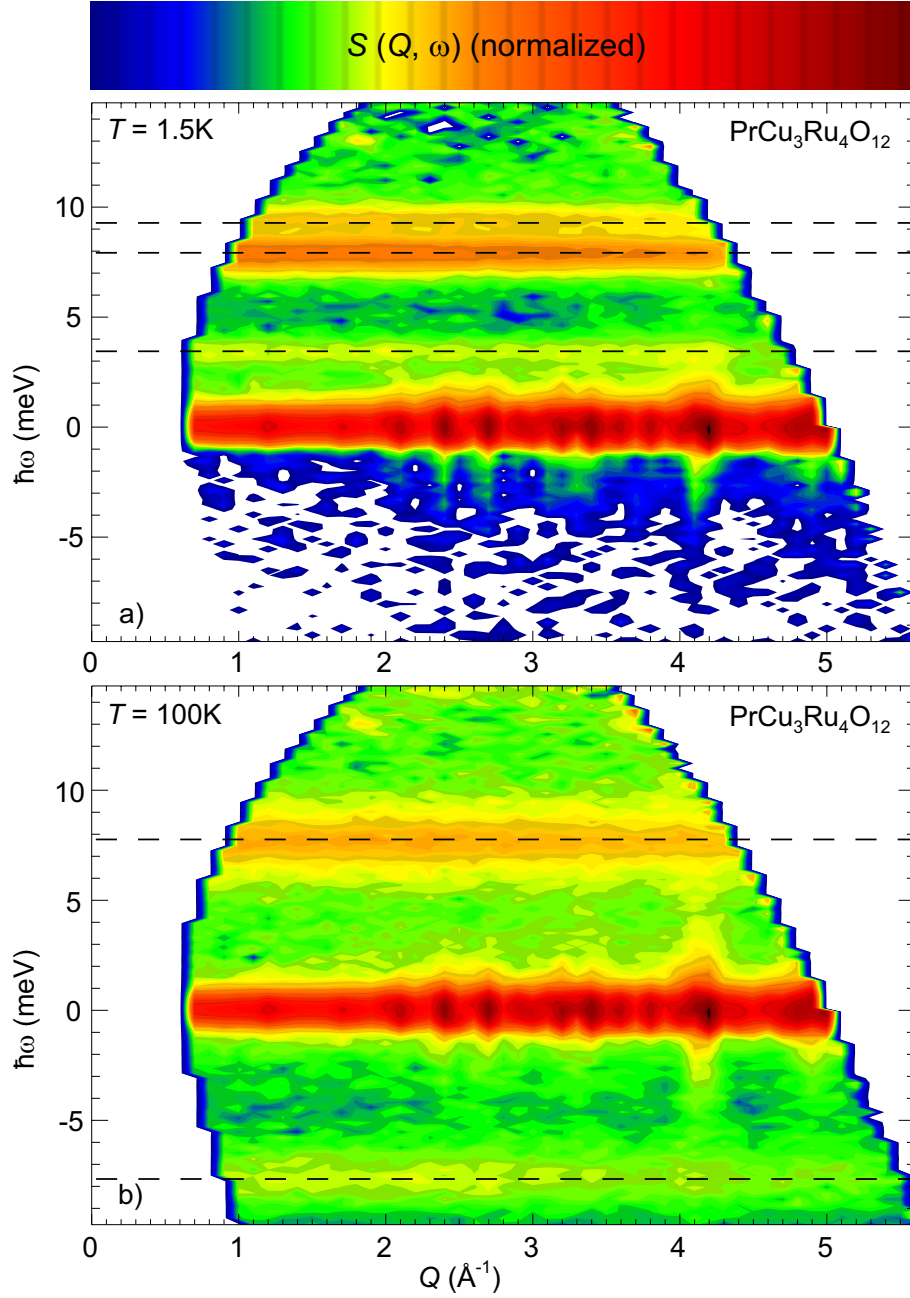 S (Q, ω) (normalized)
T = 1.5K PrCu₃Ru₄O₁₂
10
5
0
-5
ħω (meV)
a)
0 1 2 3 4 5
T = 100K PrCu₃Ru₄O₁₂
10
5
0
-5
ħω (meV)
b)
0 1 2 3 4 5
Q (Å⁻¹)